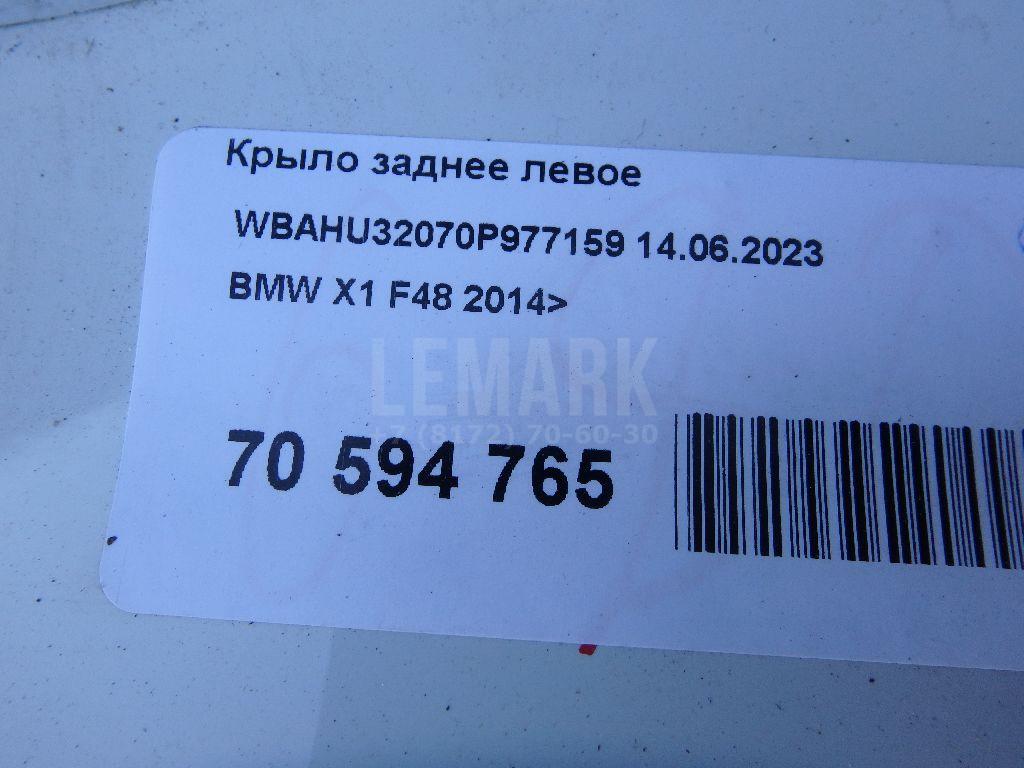 Крыло заднее левое
WBAHU32070P977159 14.06.2023
BMW X1 F48 2014>
LEMARK
+7 (8172) 70-60-30
70 594 765